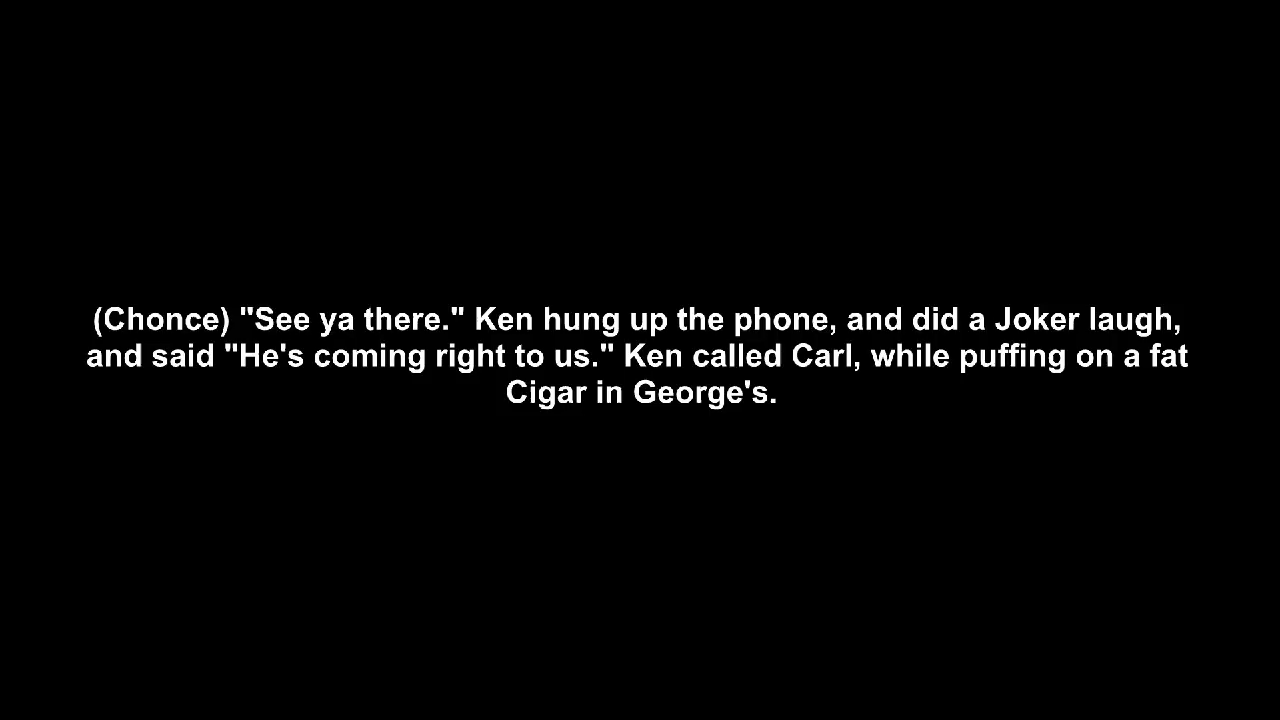 (Chonce) "See ya there." Ken hung up the phone, and did a Joker laugh,
and said "He's coming right to us." Ken called Carl, while puffing on a fat
Cigar in George's.